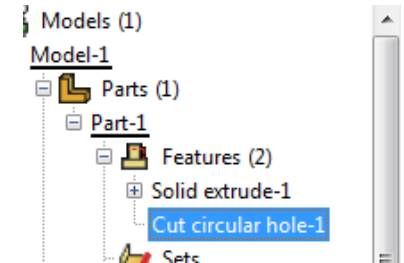 Models (1)
Model-1
Parts (1)
Part-1
Features (2)
Solid extrude-1
Cut circular hole-1
Sets